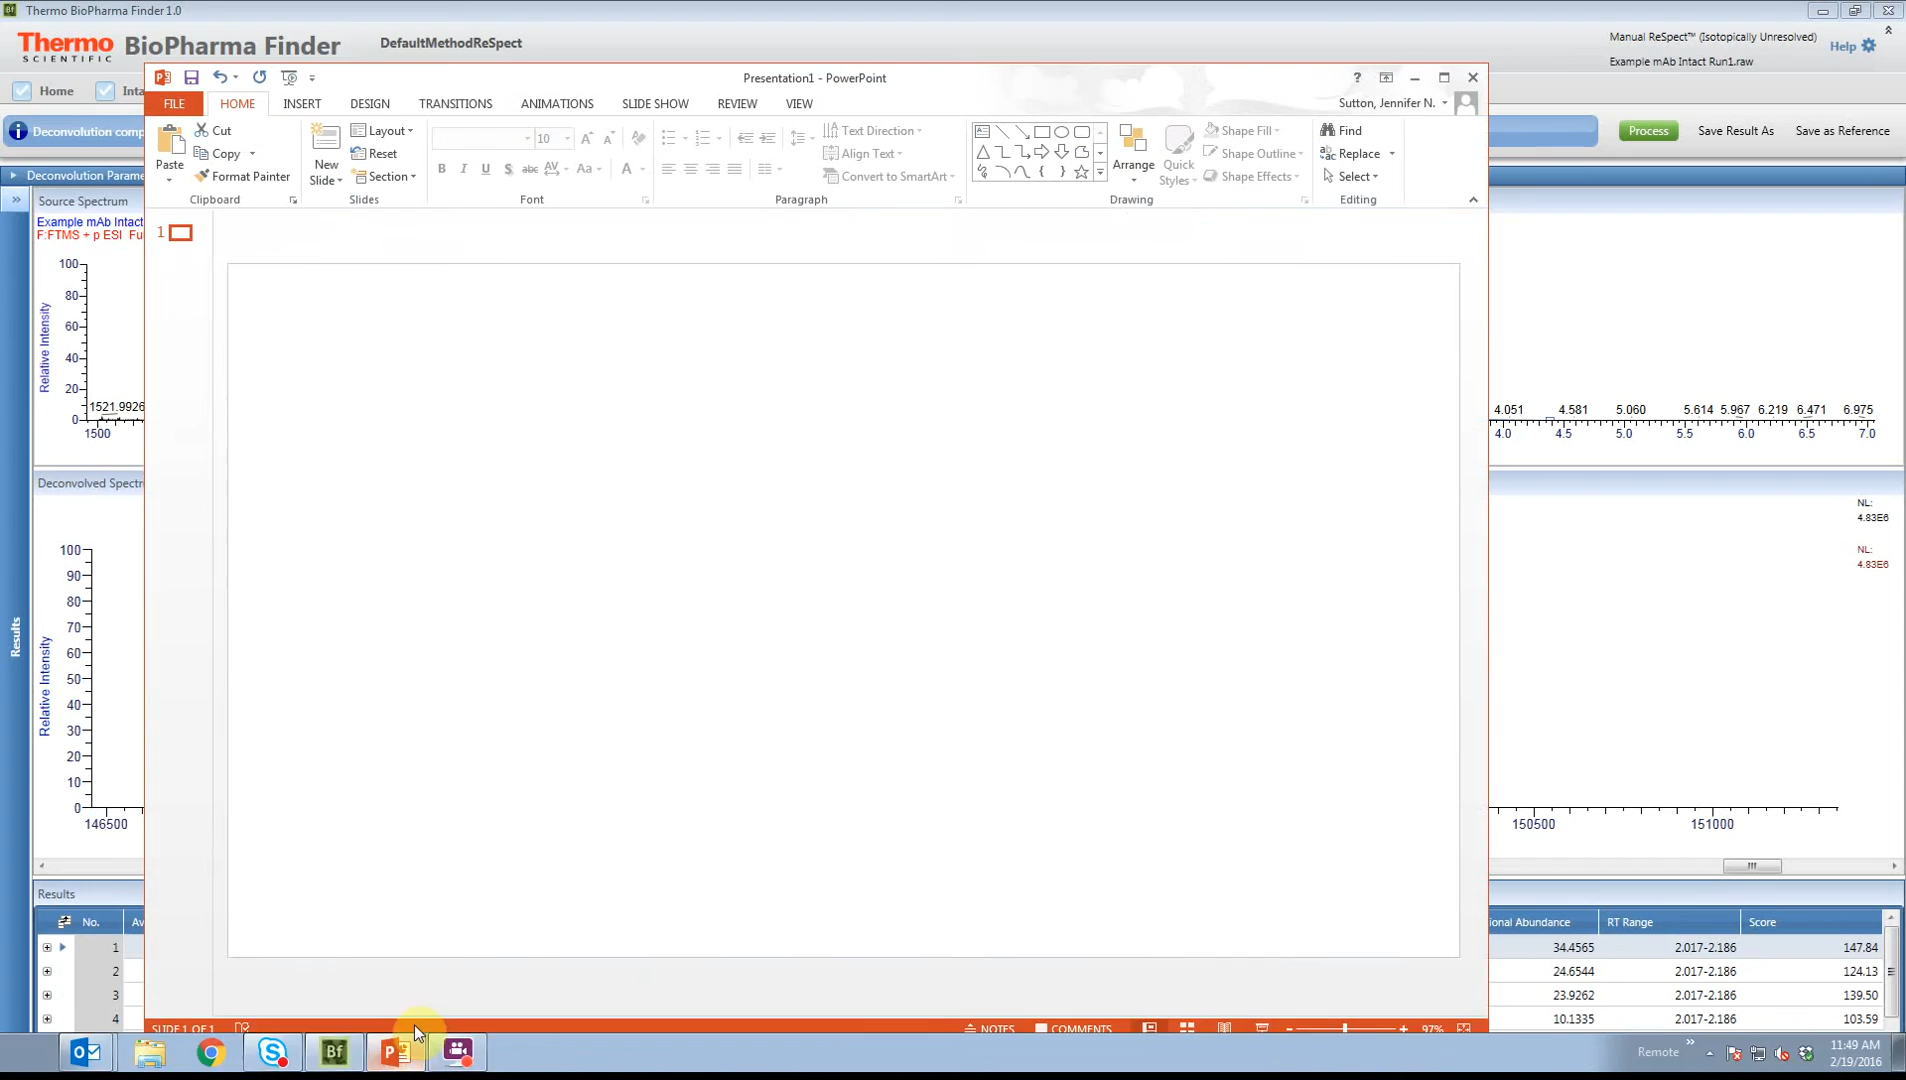 Thermo BioPharma Finder 1.0
Thermo
SCIENTIFIC
BioPharma Finder
DefaultMethodReSpect
Manual ReSpect™ (Isotopically Unresolved)
Example mAb Intact Run1.raw
Help
Home
Inta
Presentation1 - PowerPoint
FILE
HOME
INSERT
DESIGN
TRANSITIONS
ANIMATIONS
SLIDE SHOW
REVIEW
VIEW
Sutton, Jennifer N.
Deconvolution comp
Process
Save Result As
Save as Reference
Paste
Cut
Copy
Format Painter
Clipboard
New
Slide
Layout
Reset
Section
Slides
10
Font
Text Direction
Align Text
Convert to SmartArt
Paragraph
Arrange
Quick
Styles
Shape Fill
Shape Outline
Shape Effects
Drawing
Find
Replace
Select
Editing
Deconvolution Parame
Source Spectrum
Example mAb Intact
F:FTMS + p ESI Fu
Relative Intensity
100
80
60
40
20
0
1521.9926
1500
1
4.051 4.581 5.060 5.614 5.967 6.219 6.471 6.975
4.0 4.5 5.0 5.5 6.0 6.5 7.0
Results
Deconvolved Spectr
NL:
4.83E6
NL:
4.83E6
Relative Intensity
100
90
80
70
60
50
40
30
20
10
0
146500
150500
151000
Results
No.
Av
ional Abundance
RT Range
Score
1
34.4565
2.017-2.186
147.84
2
24.6544
2.017-2.186
124.13
3
23.9262
2.017-2.186
139.50
4
10.1335
2.017-2.186
103.59
SLIDE 1 OF 1
NOTES
COMMENTS
97%
Remote
11:49 AM
2/19/2016